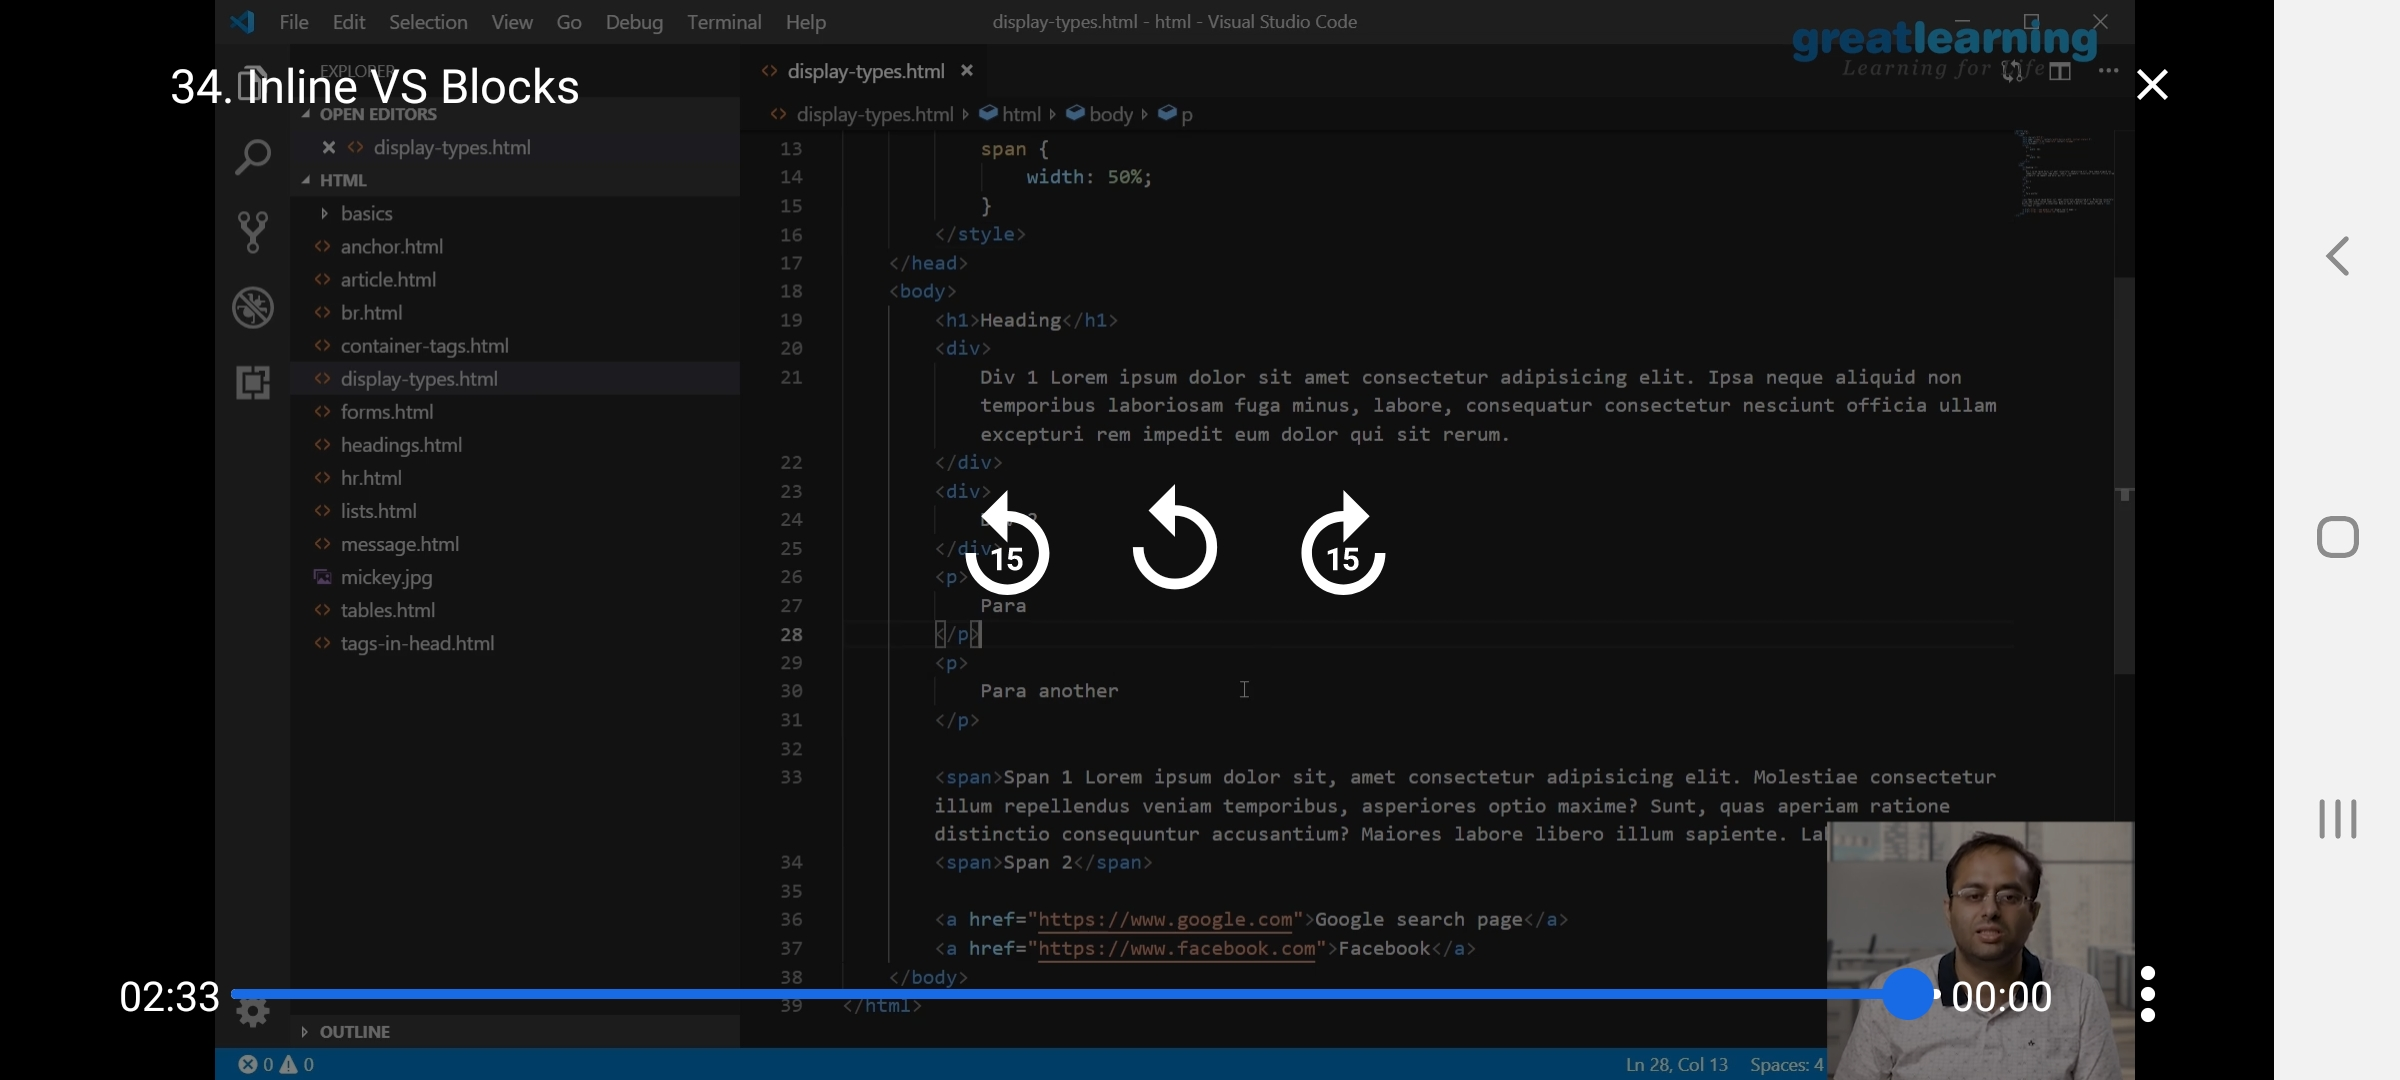 File Edit Selection View Go Debug Terminal Help
display-types.html - html - Visual Studio Code
greatlearning
Learning for Life
34. Inline VS Blocks
EXPLORER
OPEN EDITORS
display-types.html
HTML
basics
anchor.html
article.html
br.html
container-tags.html
display-types.html
forms.html
headings.html
hr.html
lists.html
message.html
mickey.jpg
tables.html
tags-in-head.html
OUTLINE
display-types.html
display-types.html html body p
13 span {
14 width: 50%;
15 }
16 </style>
17 </head>
18 <body>
19 <h1>Heading</h1>
20 <div>
21 Div 1 Lorem ipsum dolor sit amet consectetur adipisicing elit. Ipsa neque aliquid non
temporibus laboriosam fuga minus, labore, consequatur consectetur nesciunt officia ullam
excepturi rem impedit eum dolor qui sit rerum.
22 </div>
23 <div>
24
25 </div>
26 <p>
27 Para
28 </p>
29 <p>
30 Para another
31 </p>
32
33 <span>Span 1 Lorem ipsum dolor sit, amet consectetur adipisicing elit. Molestiae consectetur
illum repellendus veniam temporibus, asperiores optio maxime? Sunt, quas aperiam ratione
distinctio consequuntur accusantium? Maiores labore libero illum sapiente.
34 <span>Span 2</span>
35
36 <a href="https://www.google.com">Google search page</a>
37 <a href="https://www.facebook.com">Facebook</a>
38 </body>
39 </html>
15
15
02:33
00:00
0 0
Ln 28, Col 13 Spaces: 4